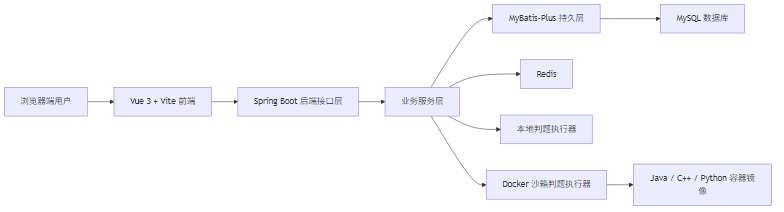 浏览器端用户
Vue 3 + Vite 前端
Spring Boot 后端接口层
业务服务层
MyBatis-Plus 持久层
MySQL 数据库
Redis
本地判题执行器
Docker 沙箱判题执行器
Java / C++ / Python 容器镜
像